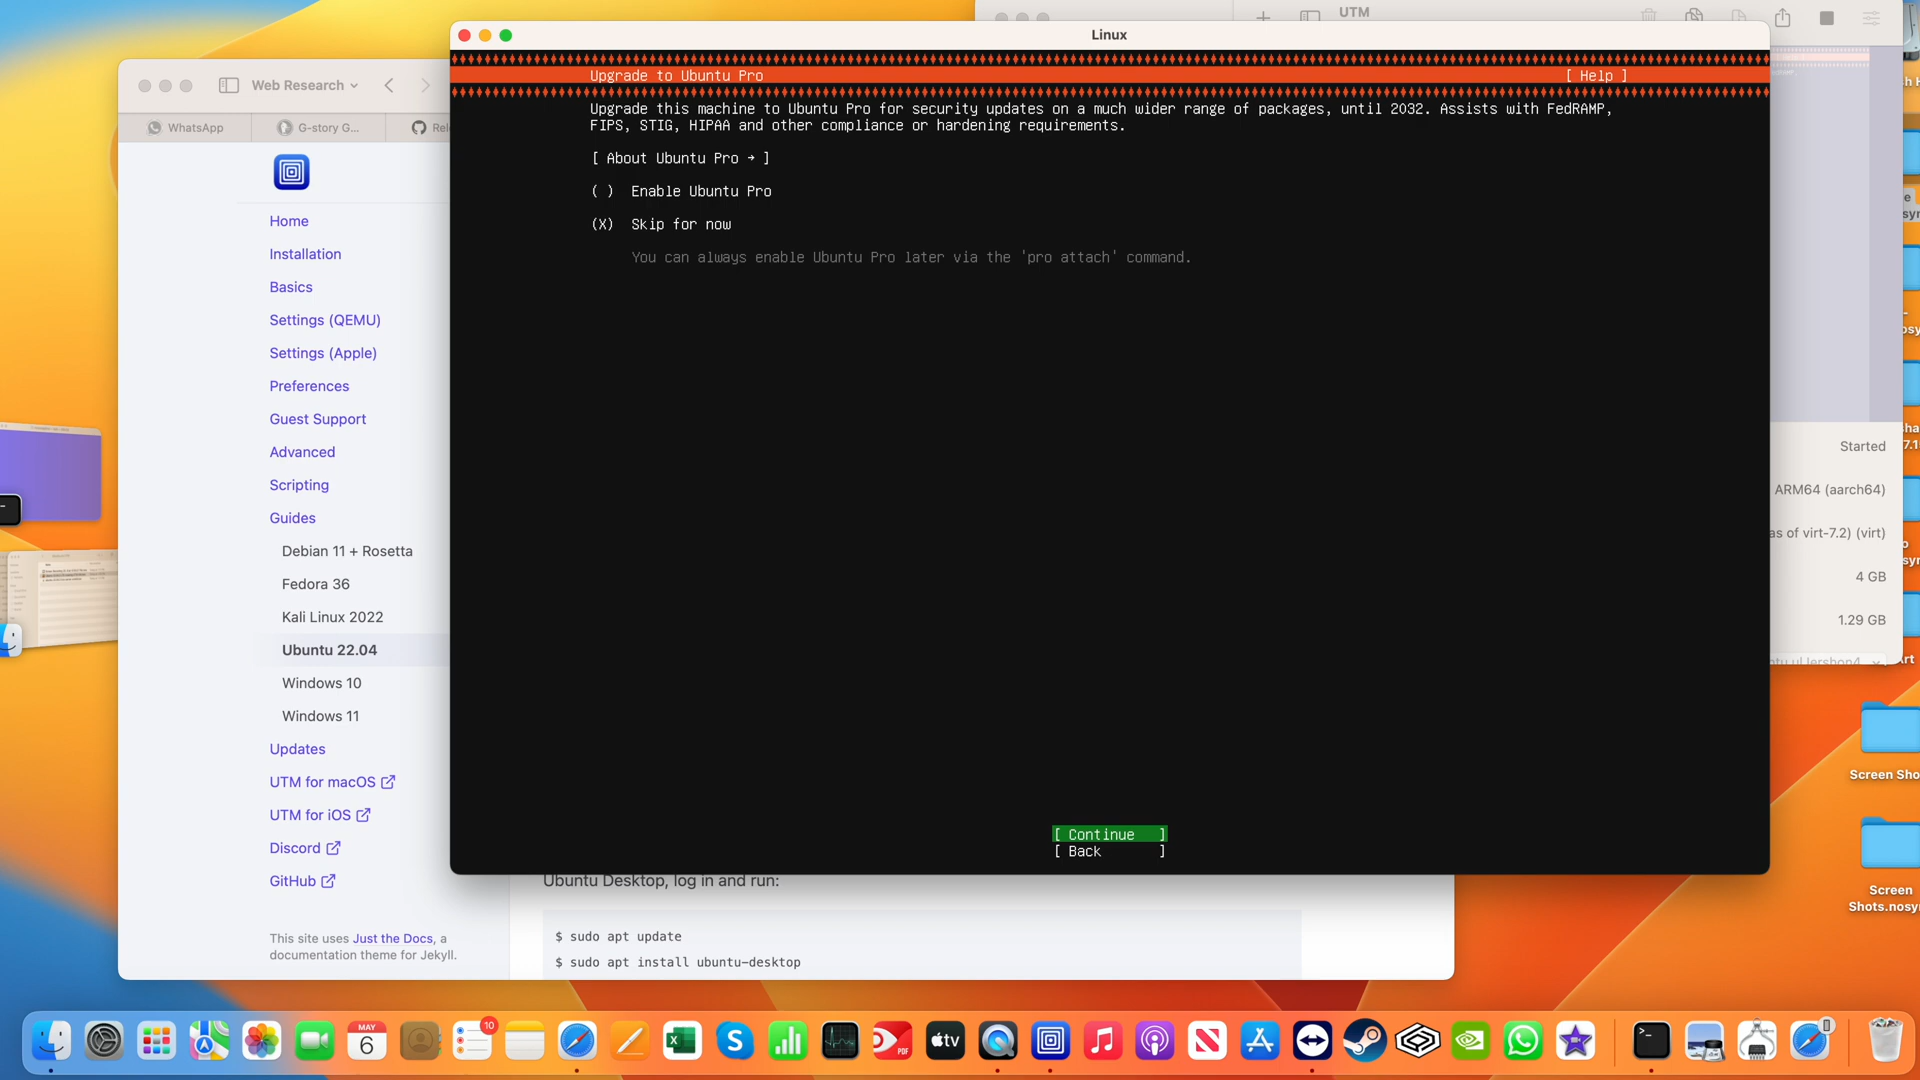 UTM
Linux
Upgrade to Ubuntu Pro
[ Help ]
Upgrade this machine to Ubuntu Pro for security updates on a much wider range of packages, until 2032. Assists with FedRAMP,
FIPS, STIG, HIPAA and other compliance or hardening requirements.
[ About Ubuntu Pro → ]
( ) Enable Ubuntu Pro
(X) Skip for now
You can always enable Ubuntu Pro later via the 'pro attach' command.
[ Continue ]
[ Back ]
Web Research
WhatsApp
G-story G...
Rel
Home
Installation
Basics
Settings (QEMU)
Settings (Apple)
Preferences
Guest Support
Advanced
Scripting
Guides
Debian 11 + Rosetta
Fedora 36
Kali Linux 2022
Ubuntu 22.04
Windows 10
Windows 11
Updates
UTM for macOS
UTM for iOS
Discord
GitHub
This site uses Just the Docs, a
documentation theme for Jekyll.
Ubuntu Desktop, log in and run:
$ sudo apt update
$ sudo apt install ubuntu-desktop
Started
ARM64 (aarch64)
as of virt-7.2) (virt)
4 GB
1.29 GB
Screen Sho
Screen
Shots.nosyn
MAY
6
10
PDF
tv